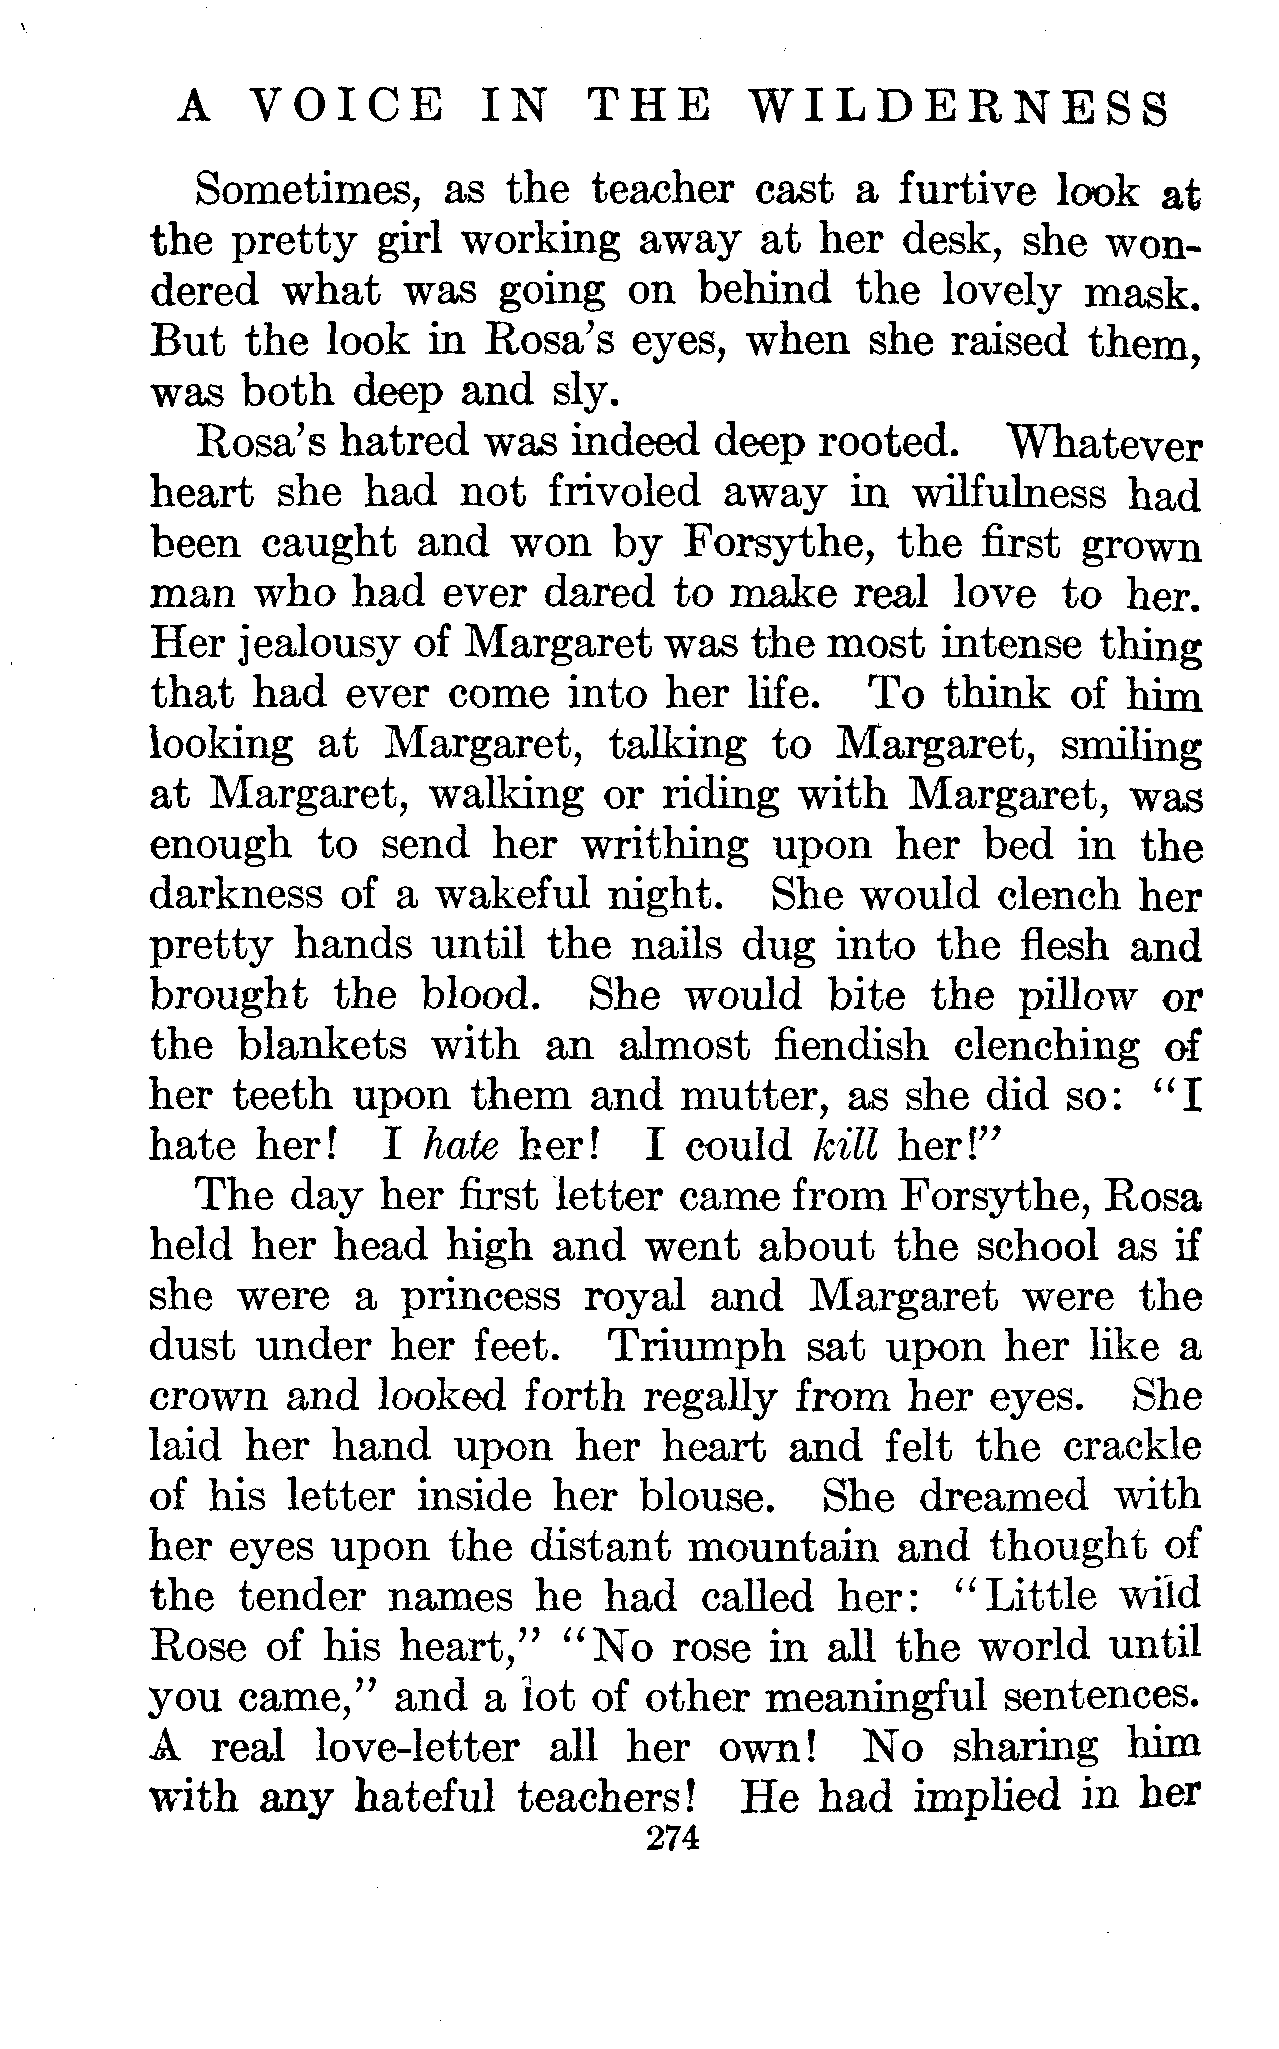 A VOICE IN THE WILDERNESS
Sometimes, as the teacher cast a furtive look at
the pretty girl working away at her desk, she won-
dered what was going on behind the lovely mask.
But the look in Rosa's eyes, when she raised them,
was both deep and sly.
Rosa's hatred was indeed deep rooted. Whatever
heart she had not frivoled away in wilfulness had
been caught and won by Forsythe, the first grown
man who had ever dared to make real love to her.
Her jealousy of Margaret was the most intense thing
that had ever come into her life. To think of him
looking at Margaret, talking to Margaret, smiling
at Margaret, walking or riding with Margaret, was
enough to send her writhing upon her bed in the
darkness of a wakeful night. She would clench her
pretty hands until the nails dug into the flesh and
brought the blood. She would bite the pillow or
the blankets with an almost fiendish clenching of
her teeth upon them and mutter, as she did so: "I
hate her! I hate her! I could kill her!"
The day her first letter came from Forsythe, Rosa
held her head high and went about the school as if
she were a princess royal and Margaret were the
dust under her feet. Triumph sat upon her like a
crown and looked forth regally from her eyes. She
laid her hand upon her heart and felt the crackle
of his letter inside her blouse. She dreamed with
her eyes upon the distant mountain and thought of
the tender names he had called her: "Little wild
Rose of his heart," "No rose in all the world until
you came," and a lot of other meaningful sentences.
A real love-letter all her own! No sharing him
with any hateful teachers! He had implied in her
274